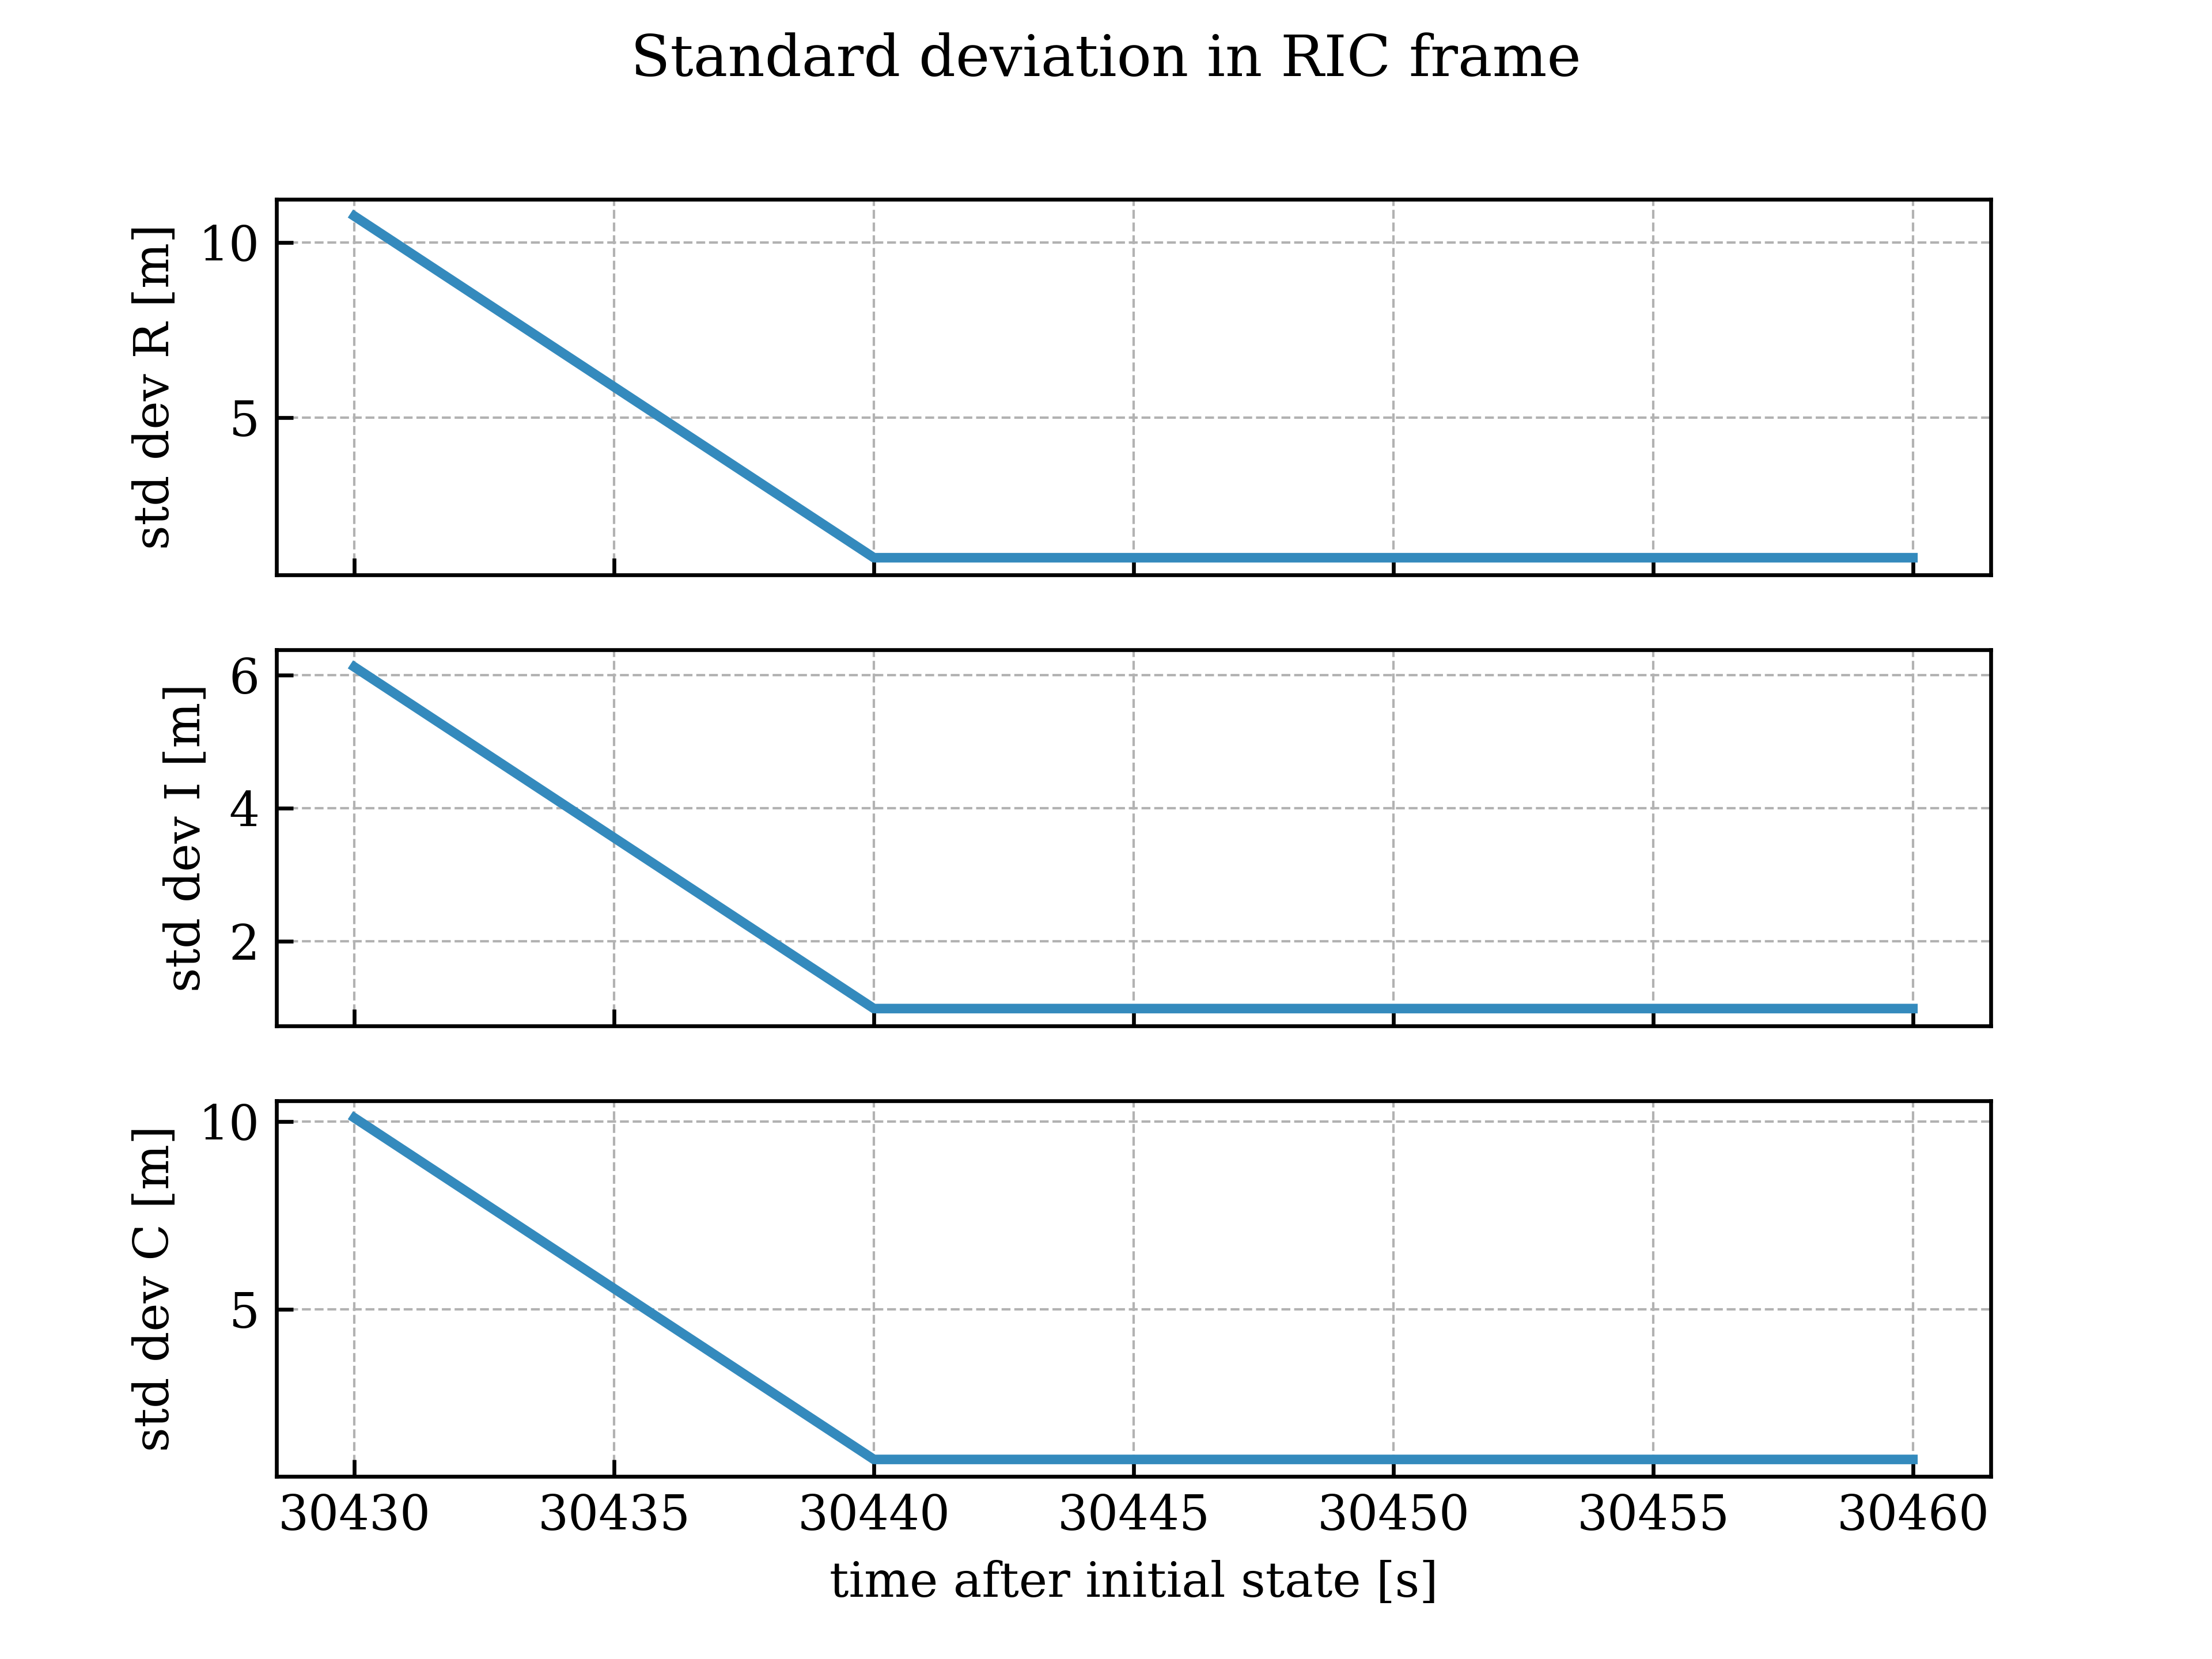 Standard deviation in RIC frame
std dev R [m]
10
5
std dev I [m]
6
4
2
std dev C [m]
10
5
30430 30435 30440 30445 30450 30455 30460
time after initial state [s]